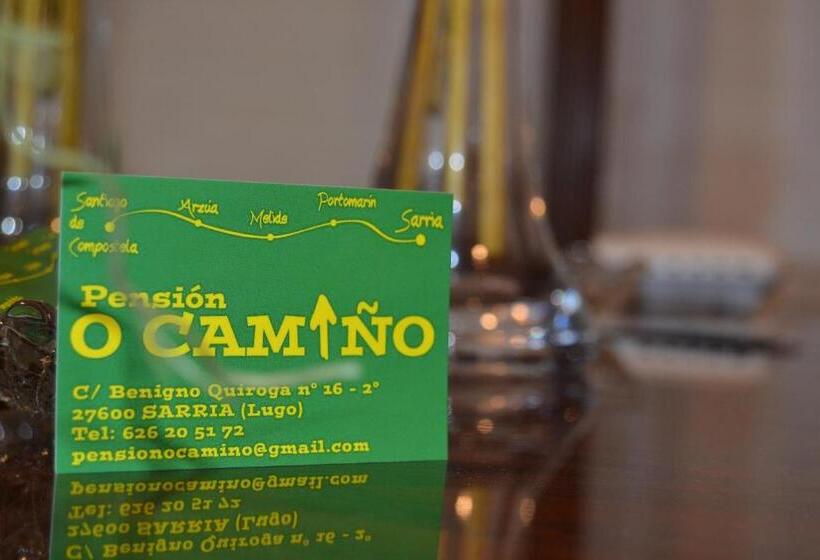 Santiago
de
Compostela
Arzúa
Melide
Portomarín
Sarria
Pensión
O CAMIÑO
C/ Benigno Quiroga nº 16 - 2º
27600 SARRIA (Lugo)
Tel: 626 20 51 72
pensionocamino@gmail.com